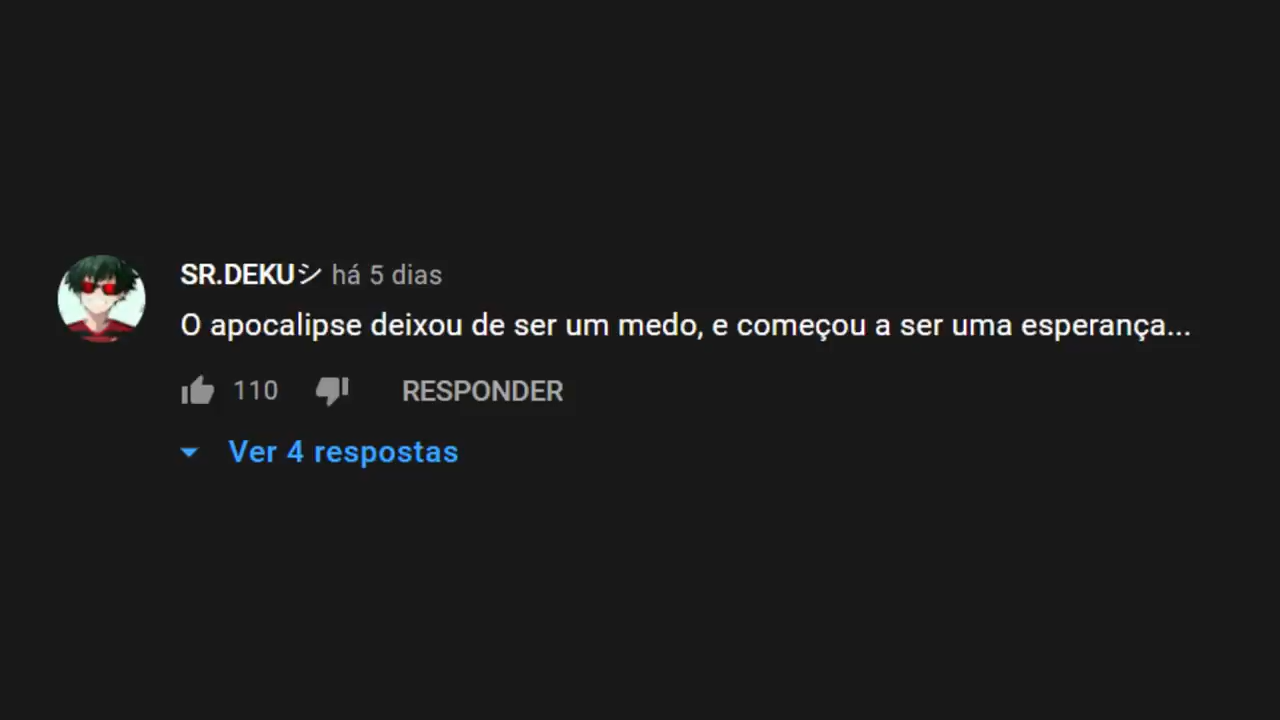 SR.DEKUシ há 5 dias
O apocalipse deixou de ser um medo, e começou a ser uma esperança...
110 RESPONDER
Ver 4 respostas